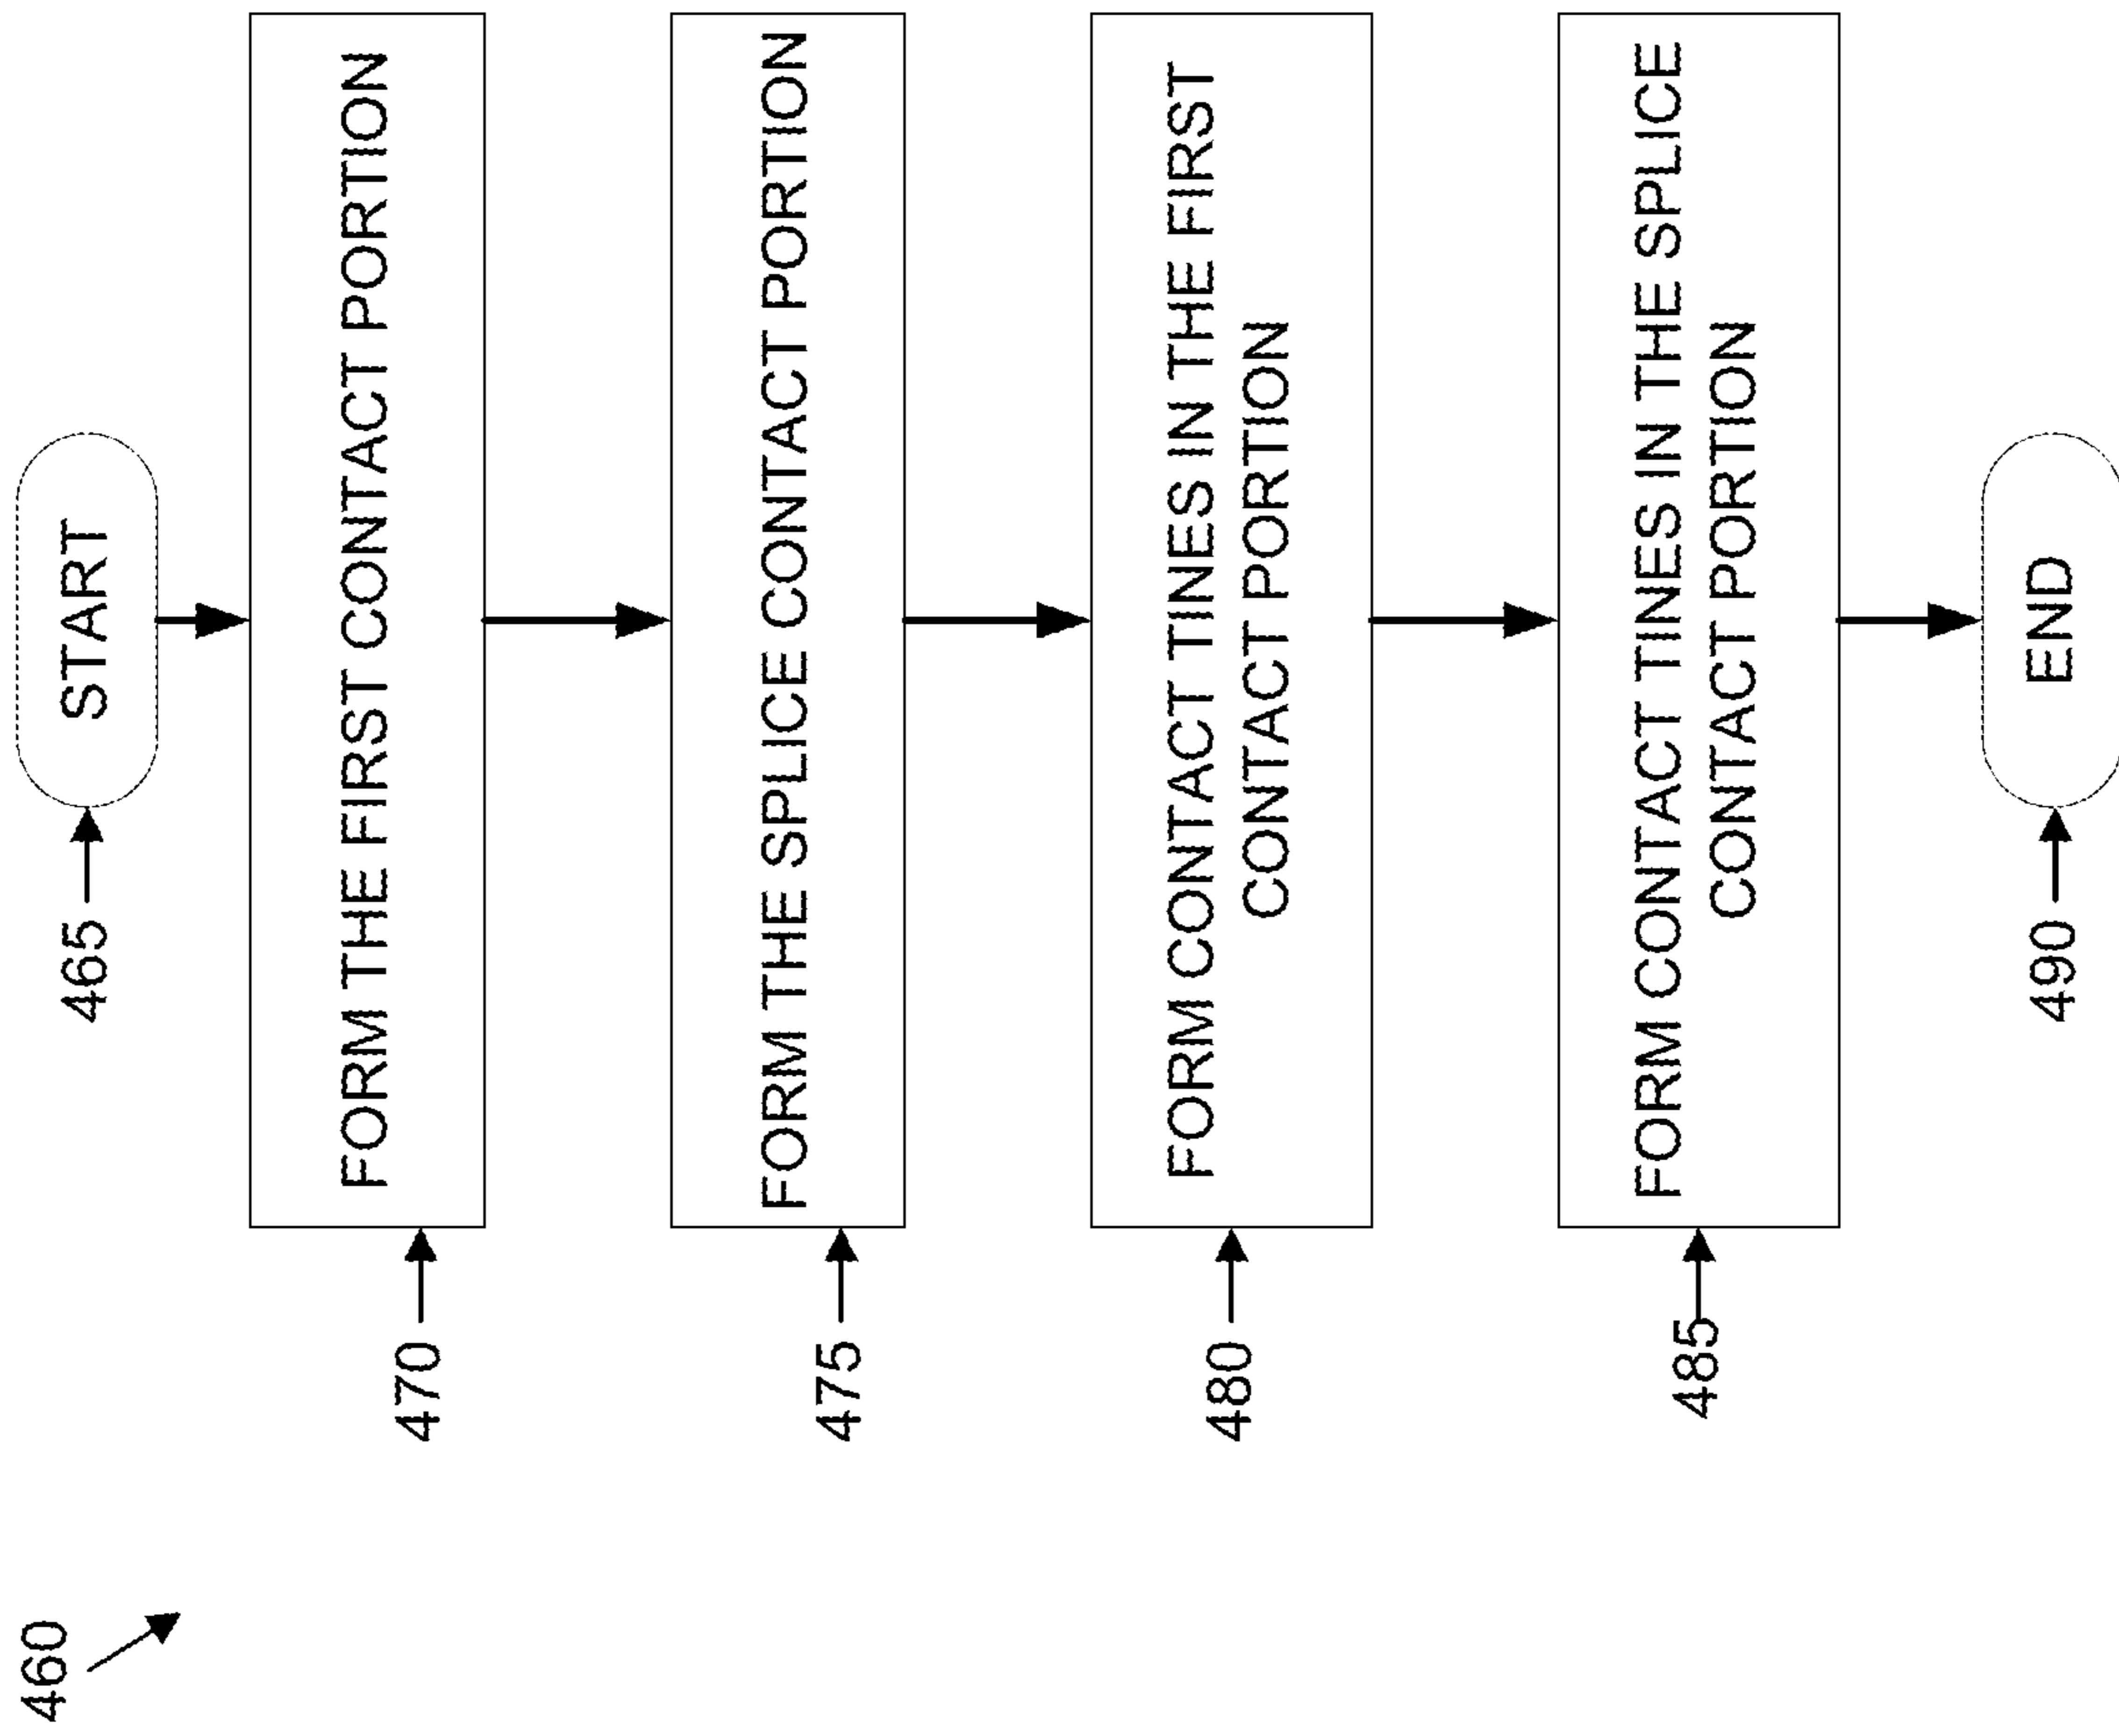 460
465
START
470
FORM THE FIRST CONTACT PORTION
475
FORM THE SPLICE CONTACT PORTION
480
FORM CONTACT TINES IN THE FIRST
CONTACT PORTION
485
FORM CONTACT TINES IN THE SPLICE
CONTACT PORTION
490
END